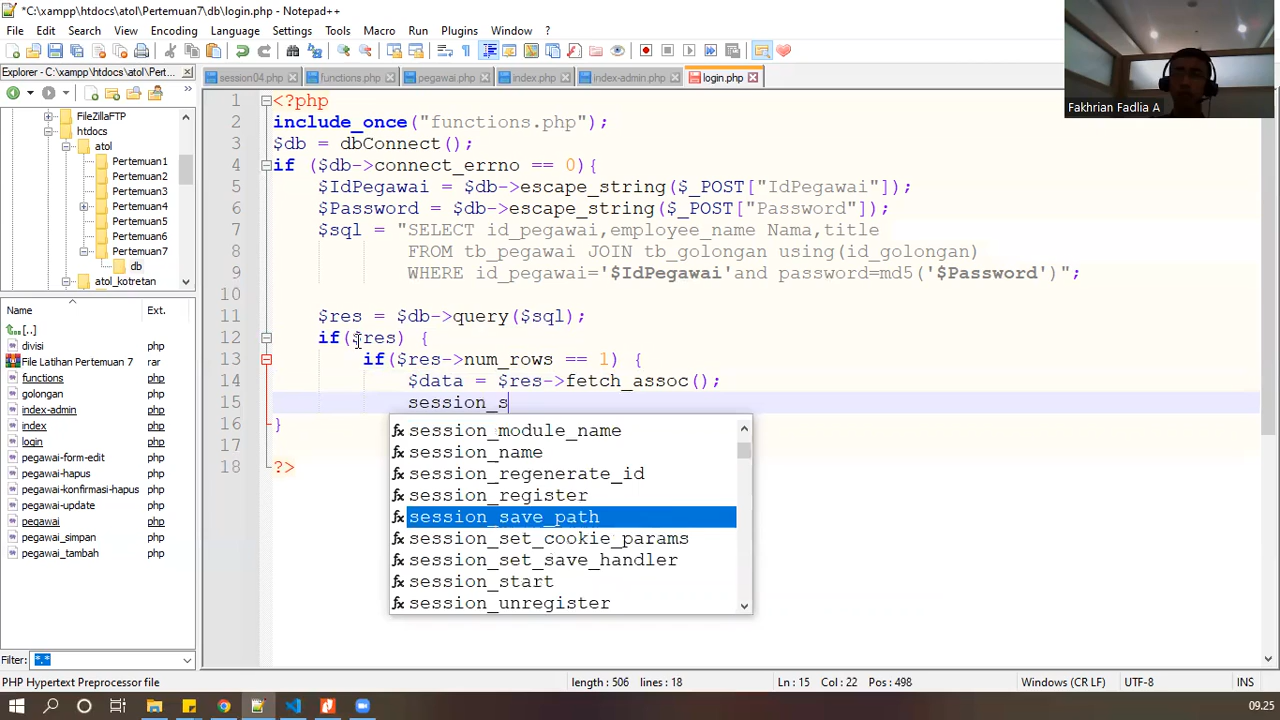 *C:\xampp\htdocs\atol\Pertemuan7\db\login.php - Notepad++
File Edit Search View Encoding Language Settings Tools Macro Run Plugins Window ?
Explorer - C:\xampp\htdocs\atol\Pert...
session04.php functions.php pegawai.php index.php index-admin.php login.php
FileZillaFTP
htdocs
atol
Pertemuan1
Pertemuan2
Pertemuan3
Pertemuan4
Pertemuan5
Pertemuan6
Pertemuan7
db
atol_kotretan
Name Ext.
[..]
divisi php
File Latihan Pertemuan 7 rar
functions php
golongan php
index-admin php
index php
login php
pegawai-form-edit php
pegawai-hapus php
pegawai-konfirmasi-hapus php
pegawai-update php
pegawai php
pegawai_simpan php
pegawai_tambah php
Filter: *.*
1 <?php
2 include_once("functions.php");
3 $db = dbConnect();
4 if ($db->connect_errno == 0){
5 $IdPegawai = $db->escape_string($_POST["IdPegawai"]);
6 $Password = $db->escape_string($_POST["Password"]);
7 $sql = "SELECT id_pegawai,employee_name Nama,title
8 FROM tb_pegawai JOIN tb_golongan using(id_golongan)
9 WHERE id_pegawai='$IdPegawai'and password=md5('$Password')";
10
11 $res = $db->query($sql);
12 if($res) {
13 if($res->num_rows == 1) {
14 $data = $res->fetch_assoc();
15 session_s
16 }
17
18 ?>
session_module_name
session_name
session_regenerate_id
session_register
session_save_path
session_set_cookie_params
session_set_save_handler
session_start
session_unregister
Fakhrian Fadlia A
PHP Hypertext Preprocessor file length : 506 lines : 18 Ln : 15 Col : 22 Pos : 498 Windows (CR LF) UTF-8 INS
09.25